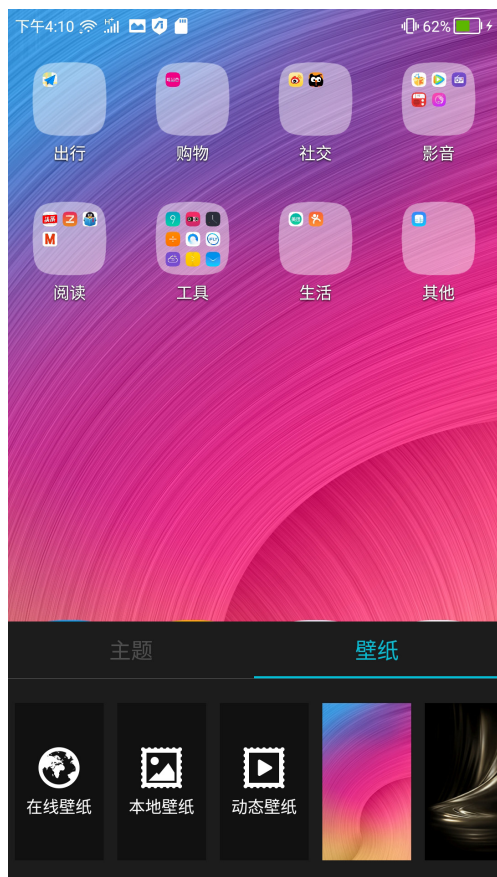 下午4:10 62%
出行 购物 社交 影音
阅读 工具 生活 其他
主题 壁纸
在线壁纸 本地壁纸 动态壁纸